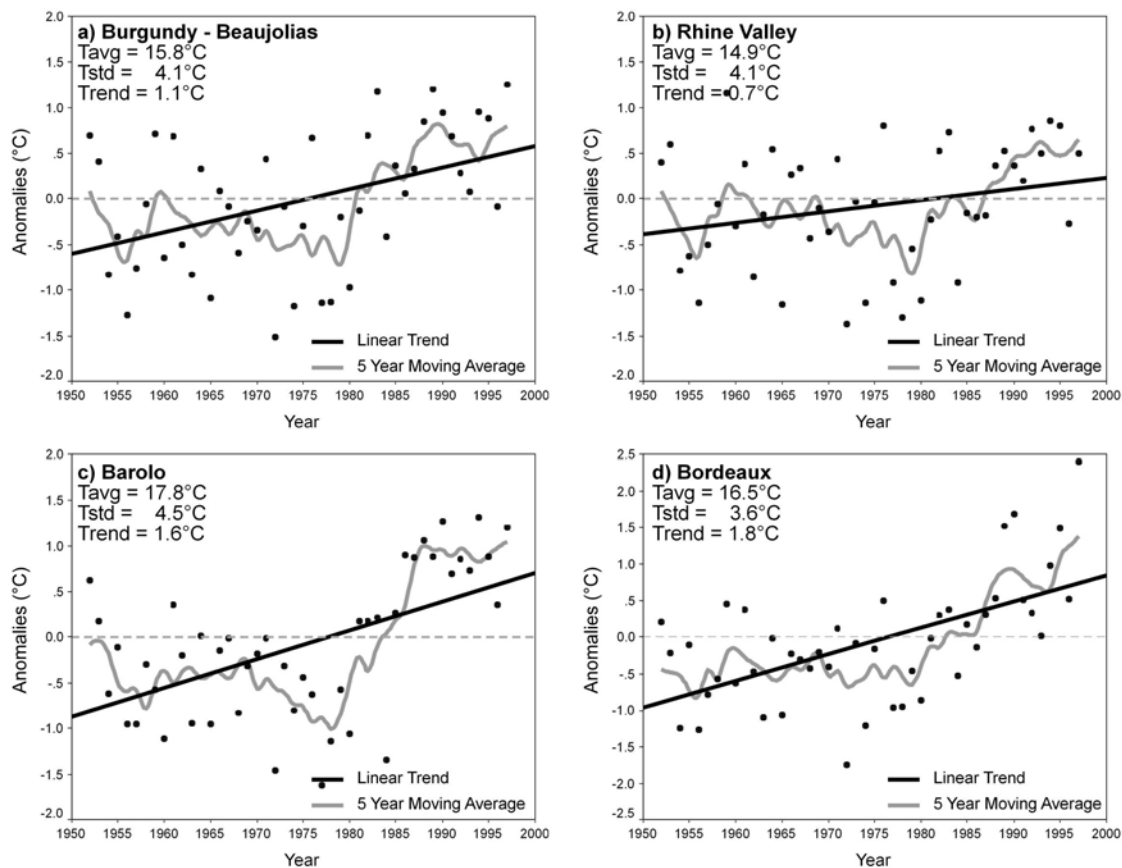 a) Burgundy - Beaujolias
Tavg = 15.8°C
Tstd = 4.1°C
Trend = 1.1°C
Anomalies (°C)
2.0
1.5
1.0
.5
0.0
-.5
-1.0
-1.5
-2.0
Linear Trend
5 Year Moving Average
1950 1955 1960 1965 1970 1975 1980 1985 1990 1995 2000
Year
b) Rhine Valley
Tavg = 14.9°C
Tstd = 4.1°C
Trend = 0.7°C
Anomalies (°C)
2.0
1.5
1.0
.5
0.0
-.5
-1.0
-1.5
-2.0
Linear Trend
5 Year Moving Average
1950 1955 1960 1965 1970 1975 1980 1985 1990 1995 2000
Year
c) Barolo
Tavg = 17.8°C
Tstd = 4.5°C
Trend = 1.6°C
Anomalies (°C)
2.0
1.5
1.0
.5
0.0
-.5
-1.0
-1.5
-2.0
Linear Trend
5 Year Moving Average
1950 1955 1960 1965 1970 1975 1980 1985 1990 1995 2000
Year
d) Bordeaux
Tavg = 16.5°C
Tstd = 3.6°C
Trend = 1.8°C
Anomalies (°C)
2.5
2.0
1.5
1.0
.5
0.0
-.5
-1.0
-1.5
-2.0
-2.5
Linear Trend
5 Year Moving Average
1950 1955 1960 1965 1970 1975 1980 1985 1990 1995 2000
Year